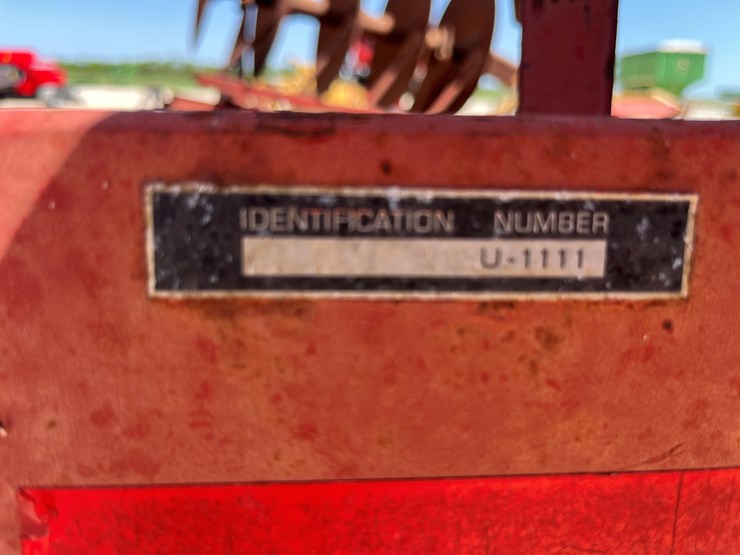 IDENTIFICATION NUMBER
U-1111